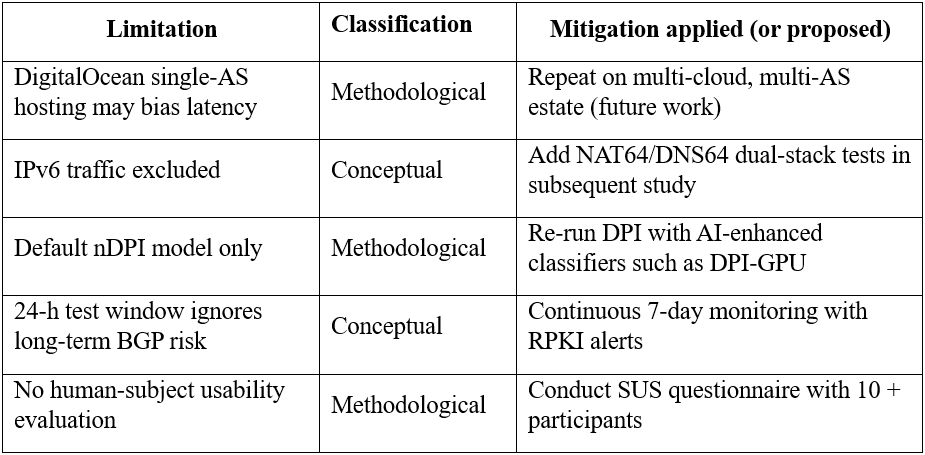 Limitation
Classification
Mitigation applied (or proposed)
DigitalOcean single-AS
hosting may bias latency
Methodological
Repeat on multi-cloud, multi-AS
estate (future work)
IPv6 traffic excluded
Conceptual
Add NAT64/DNS64 dual-stack tests in
subsequent study
Default nDPI model only
Methodological
Re-run DPI with AI-enhanced
classifiers such as DPI-GPU
24-h test window ignores
long-term BGP risk
Conceptual
Continuous 7-day monitoring with
RPKI alerts
No human-subject usability
evaluation
Methodological
Conduct SUS questionnaire with 10 +
participants